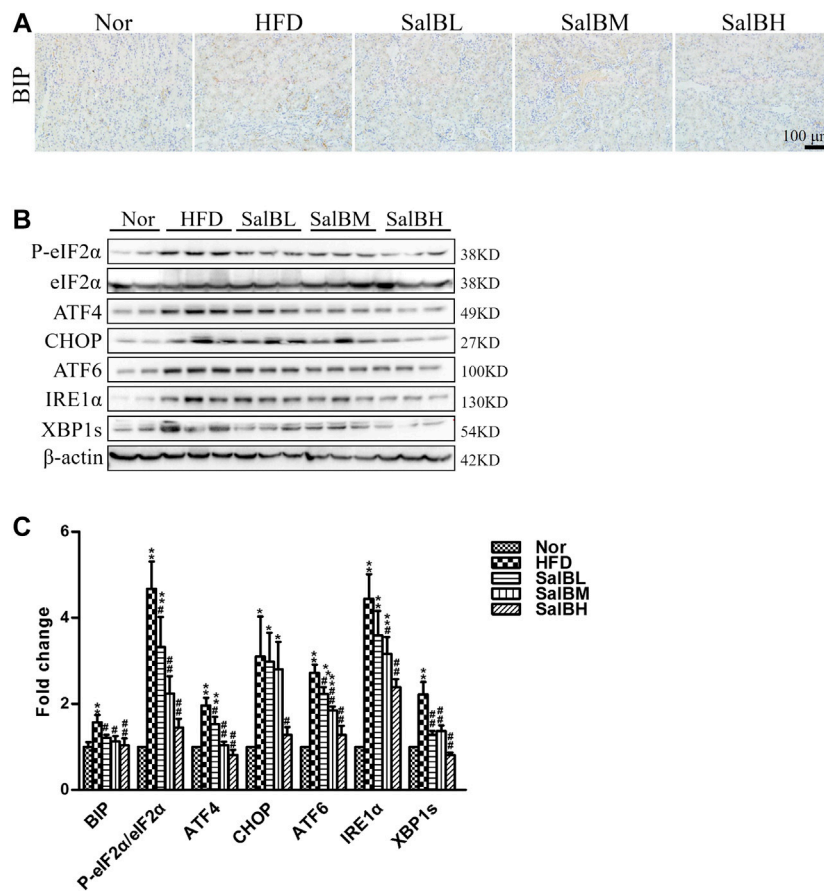 A
Nor HFD SalBL SalBM SalBH
BIP
100 μm
B
Nor HFD SalBL SalBM SalBH
P-eIF2α 38KD
eIF2α 38KD
ATF4 49KD
CHOP 27KD
ATF6 100KD
IRE1α 130KD
XBP1s 54KD
β-actin 42KD
C
Fold change
6
4
2
0
** # # ##
** **# ## ##
** **# ## ##
* * * #
** *# **## ##
** ** **# ##
** ## ## ##
BIP P-eIF2α/eIF2α ATF4 CHOP ATF6 IRE1α XBP1s
Nor
HFD
SalBL
SalBM
SalBH